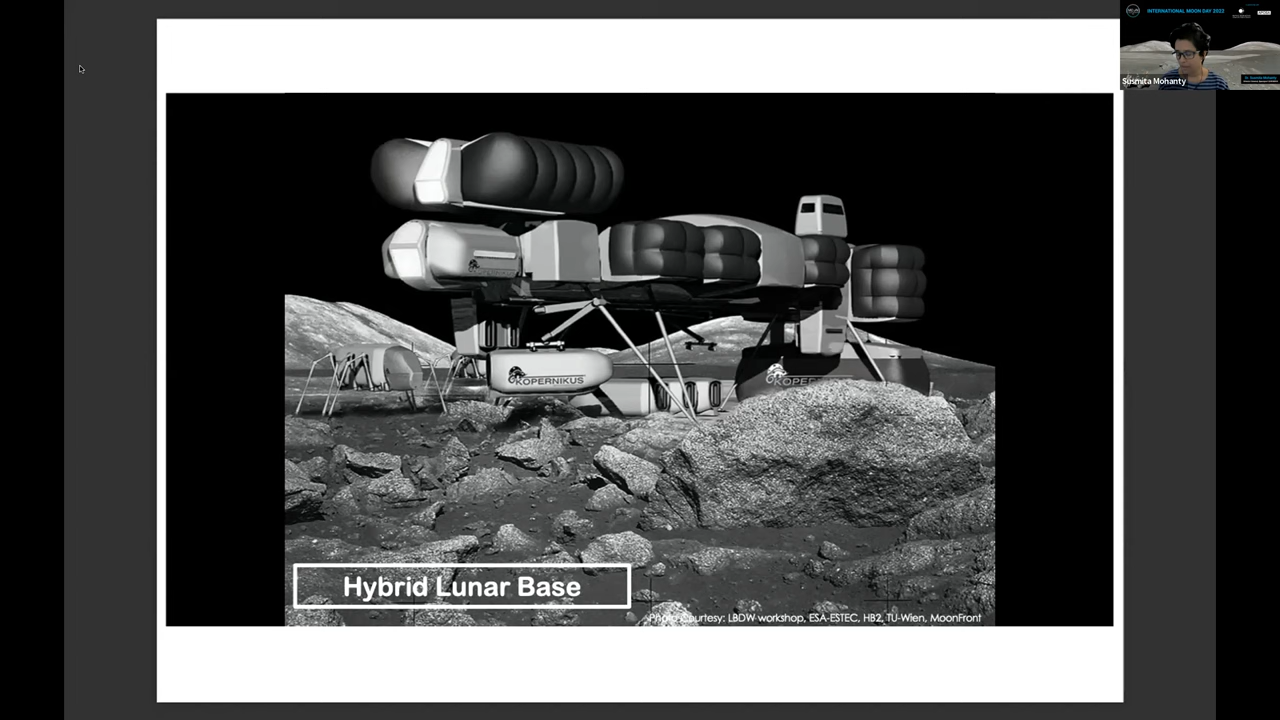 INTERNATIONAL MOON DAY 2022
Susmita Mohanty
KOPERNIKUS
KOPER
Hybrid Lunar Base
Photo Courtesy: LBDW workshop, ESA-ESTEC, HB2, TU-Wien, MoonFront